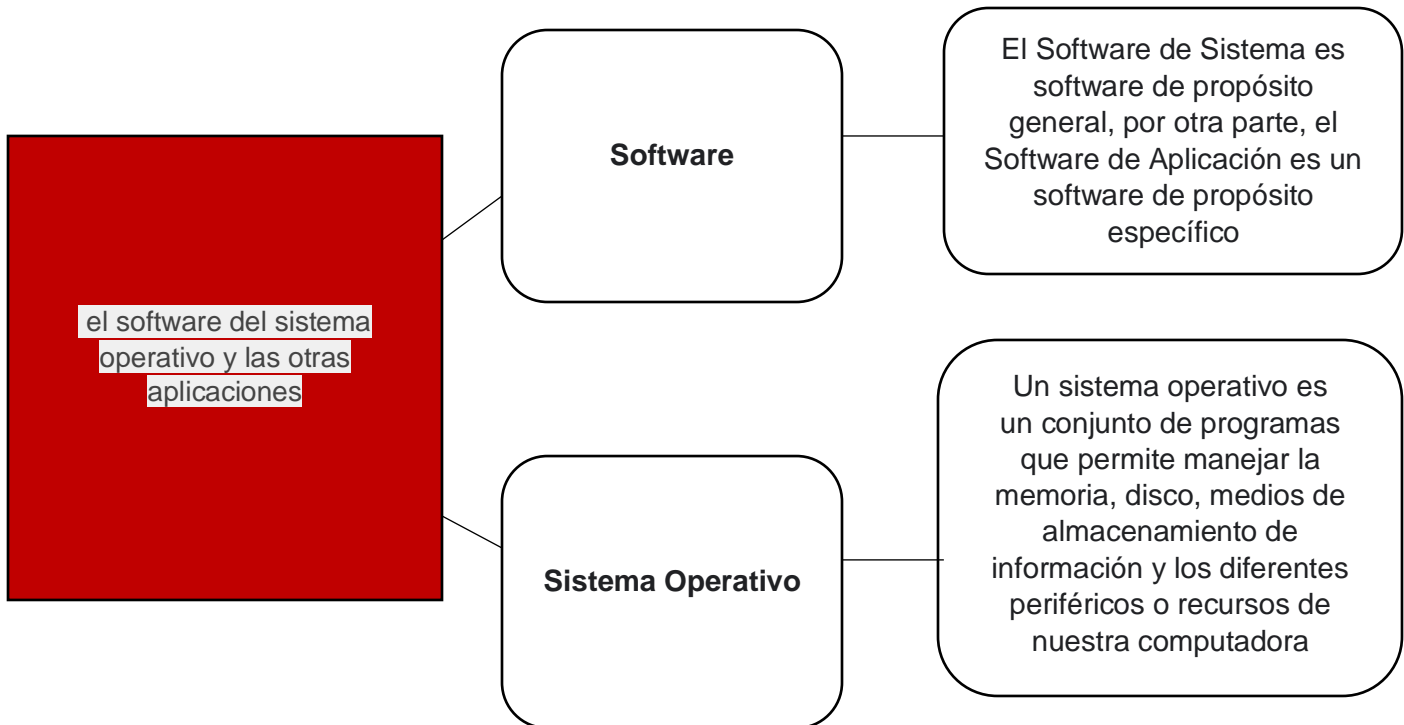 el software del sistema
operativo y las otras
aplicaciones
Software
El Software de Sistema es
software de propósito
general, por otra parte, el
Software de Aplicación es un
software de propósito
específico
Sistema Operativo
Un sistema operativo es
un conjunto de programas
que permite manejar la
memoria, disco, medios de
almacenamiento de
información y los diferentes
periféricos o recursos de
nuestra computadora